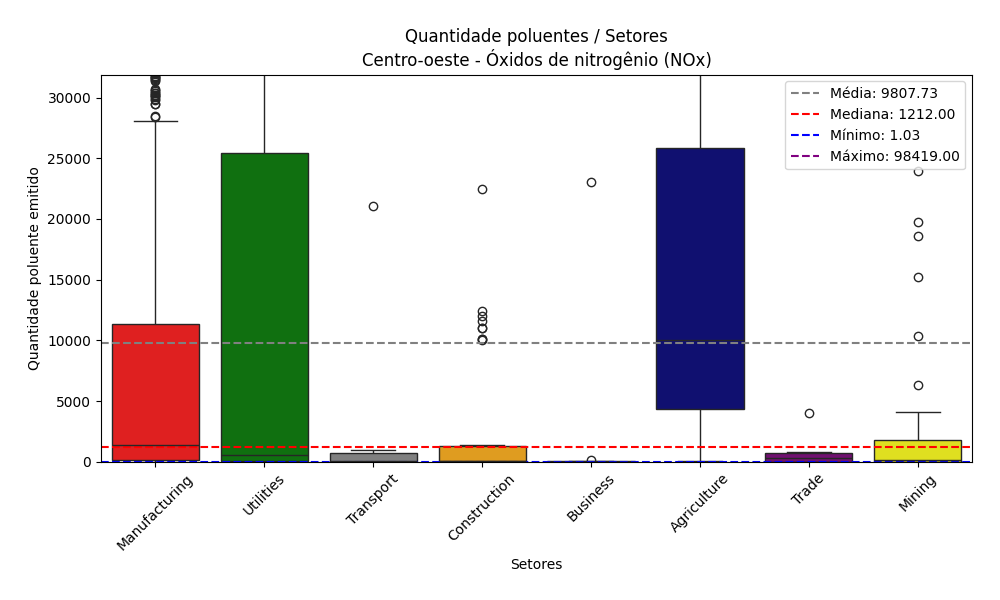 Quantidade poluentes / Setores
Centro-oeste - Óxidos de nitrogênio (NOx)
Média: 9807.73
Mediana: 1212.00
Mínimo: 1.03
Máximo: 98419.00
Quantidade poluente emitido
30000
25000
20000
15000
10000
5000
0
Manufacturing
Utilities
Transport
Construction
Business
Agriculture
Trade
Mining
Setores